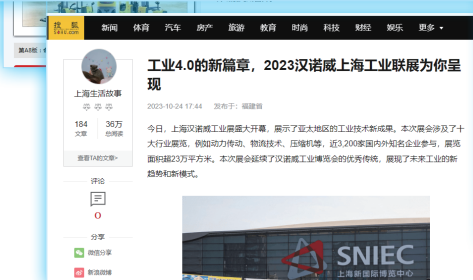 第A8版:
搜狐
SOHU.COM
新闻 体育 汽车 房产 旅游 教育 时尚 科技 财经 娱乐 更多
工业4.0的新篇章，2023汉诺威上海工业联展为你呈
现
2023-10-24 17:44 发布于：福建省
上海生活故事
184 36万
文章 总阅读
查看TA的文章>
评论
0
分享
微信分享
新浪微博
今日，上海汉诺威工业展盛大开幕，展示了亚太地区的工业技术新成果。本次展会涉及了十
大行业展览，例如动力传动、物流技术、压缩机等，近3,200家国内外知名企业参与，展览
面积超23万平方米。本次展会延续了汉诺威工业博览会的优秀传统，展现了未来工业的新
趋势和新模式。
SNIEC
上海新国际博览中心